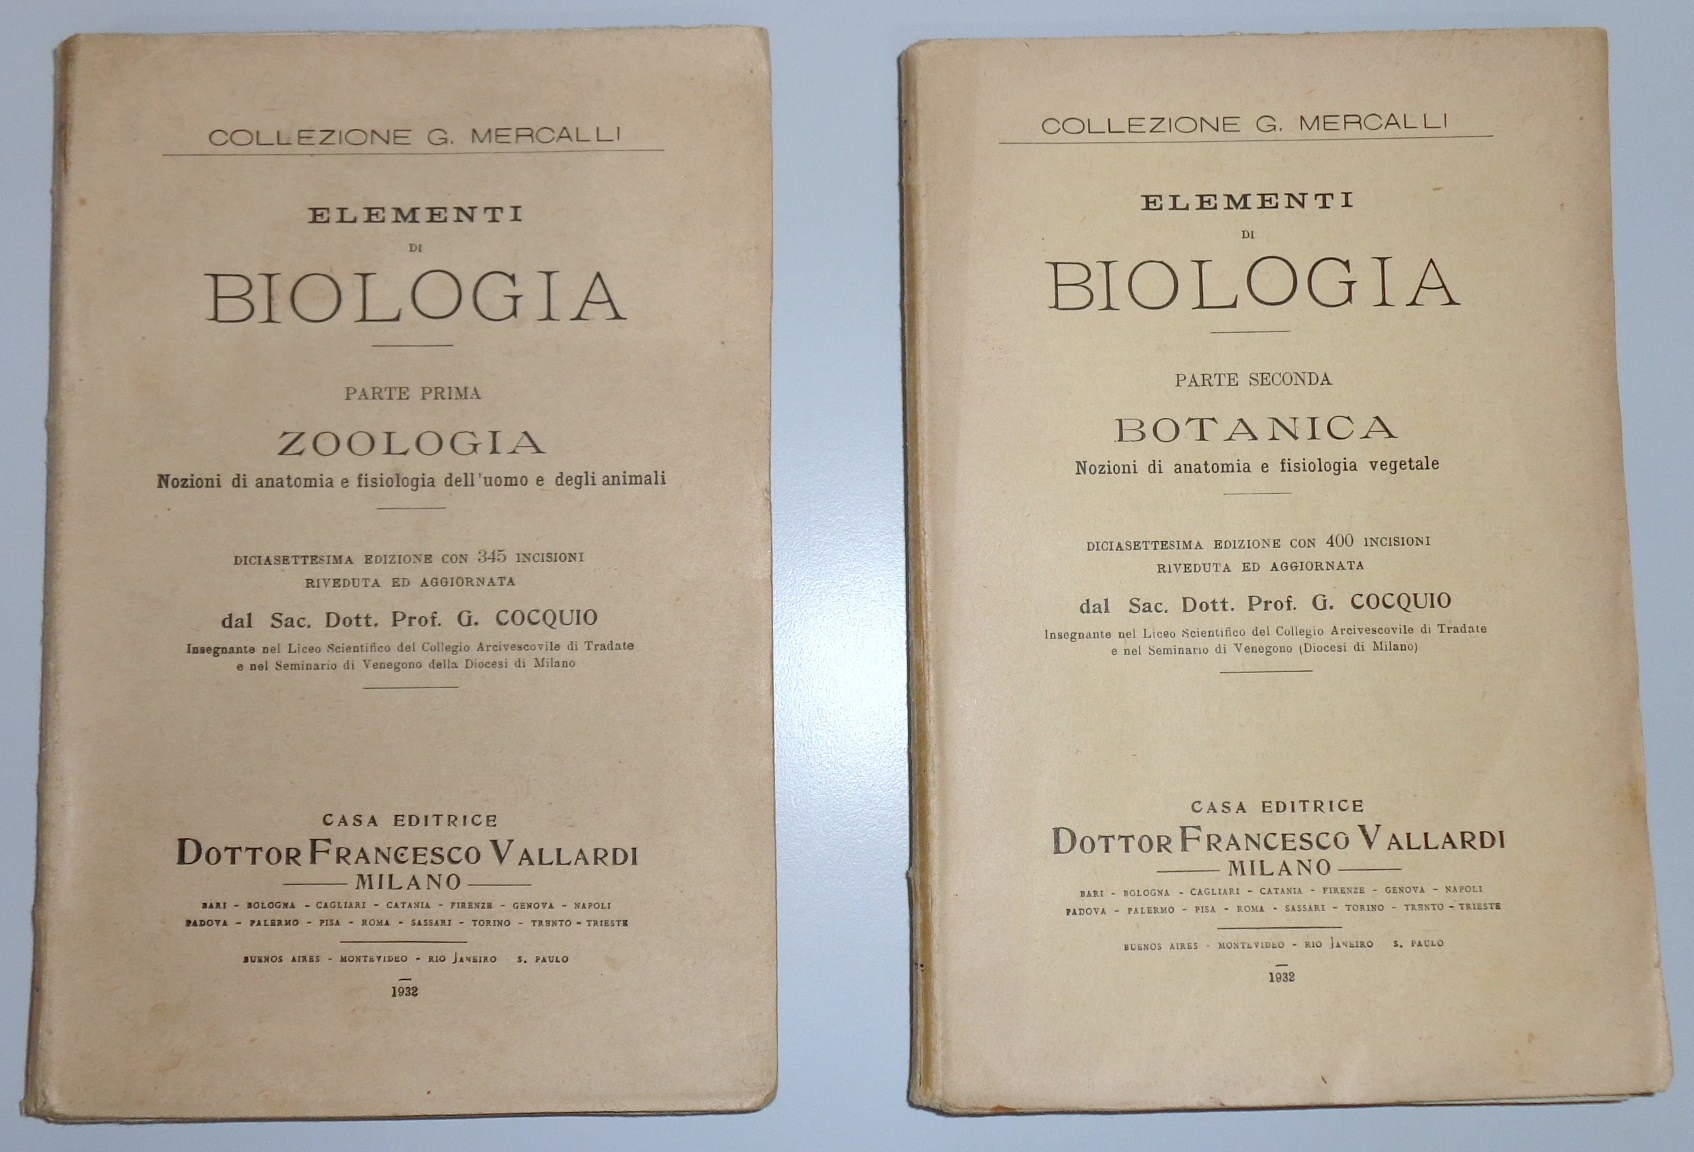 COLLEZIONE G. MERCALLI
ELEMENTI
DI
BIOLOGIA
PARTE PRIMA
ZOOLOGIA
Nozioni di anatomia e fisiologia dell'uomo e degli animali
DICIASETTESIMA EDIZIONE CON 345 INCISIONI
RIVEDUTA ED AGGIORNATA
dal Sac. Dott. Prof. G. COCQUIO
Insegnante nel Liceo Scientifico del Collegio Arcivescovile di Tradate
e nel Seminario di Venegono della Diocesi di Milano
CASA EDITRICE
DOTTOR FRANCESCO VALLARDI
MILANO
BARI - BOLOGNA - CAGLIARI - CATANIA - FIRENZE - GENOVA - NAPOLI
PADOVA - PALERMO - PISA - ROMA - SASSARI - TORINO - TRENTO - TRIESTE
BUENOS AIRES - MONTEVIDEO - RIO JANEIRO S. PAULO
1932
COLLEZIONE G. MERCALLI
ELEMENTI
DI
BIOLOGIA
PARTE SECONDA
BOTANICA
Nozioni di anatomia e fisiologia vegetale
DICIASETTESIMA EDIZIONE CON 400 INCISIONI
RIVEDUTA ED AGGIORNATA
dal Sac. Dott. Prof. G. COCQUIO
Insegnante nel Liceo Scientifico del Collegio Arcivescovile di Tradate
e nel Seminario di Venegono (Diocesi di Milano)
CASA EDITRICE
DOTTOR FRANCESCO VALLARDI
MILANO
BARI - BOLOGNA - CAGLIARI - CATANIA - FIRENZE - GENOVA - NAPOLI
PADOVA - PALERMO - PISA - ROMA - SASSARI - TORINO - TRENTO - TRIESTE
BUENOS AIRES - MONTEVIDEO - RIO JANEIRO S. PAULO
1932